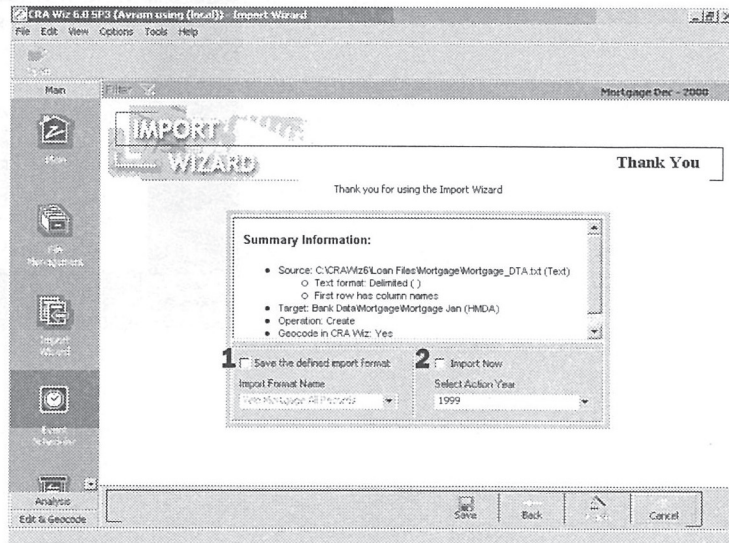 CRA Wiz 6.0 SP3 (Avram using (local)) - Import Wizard
File Edit View Options Tools Help
Main
Filter
Mortgage Dec - 2000
IMPORT
WIZARD
Thank You
Thank you for using the Import Wizard
Main
File
Management
Import
Wizard
Event
Scheduler
Analysis
Edit & Geocode
Summary Information:
Source: C:\CRAWiz6\Loan Files\Mortgage\Mortgage_DTA.txt (Text)
Text format: Delimited ( )
First row has column names
Target: Bank Data\Mortgage\Mortgage Jan (HMDA)
Operation: Create
Geocode in CRA Wiz: Yes
1 Save the defined import format
2 Import Now
Import Format Name
Select Action Year
Mortgage All Records
1999
Save
Back
Cancel